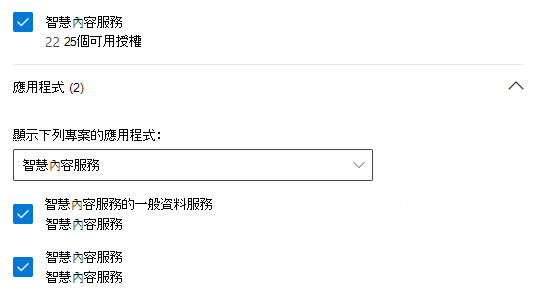 智慧內容服務
22 25個可用授權
應用程式 (2)
顯示下列專案的應用程式:
智慧內容服務
智慧內容服務的一般資料服務
智慧內容服務
智慧內容服務
智慧內容服務